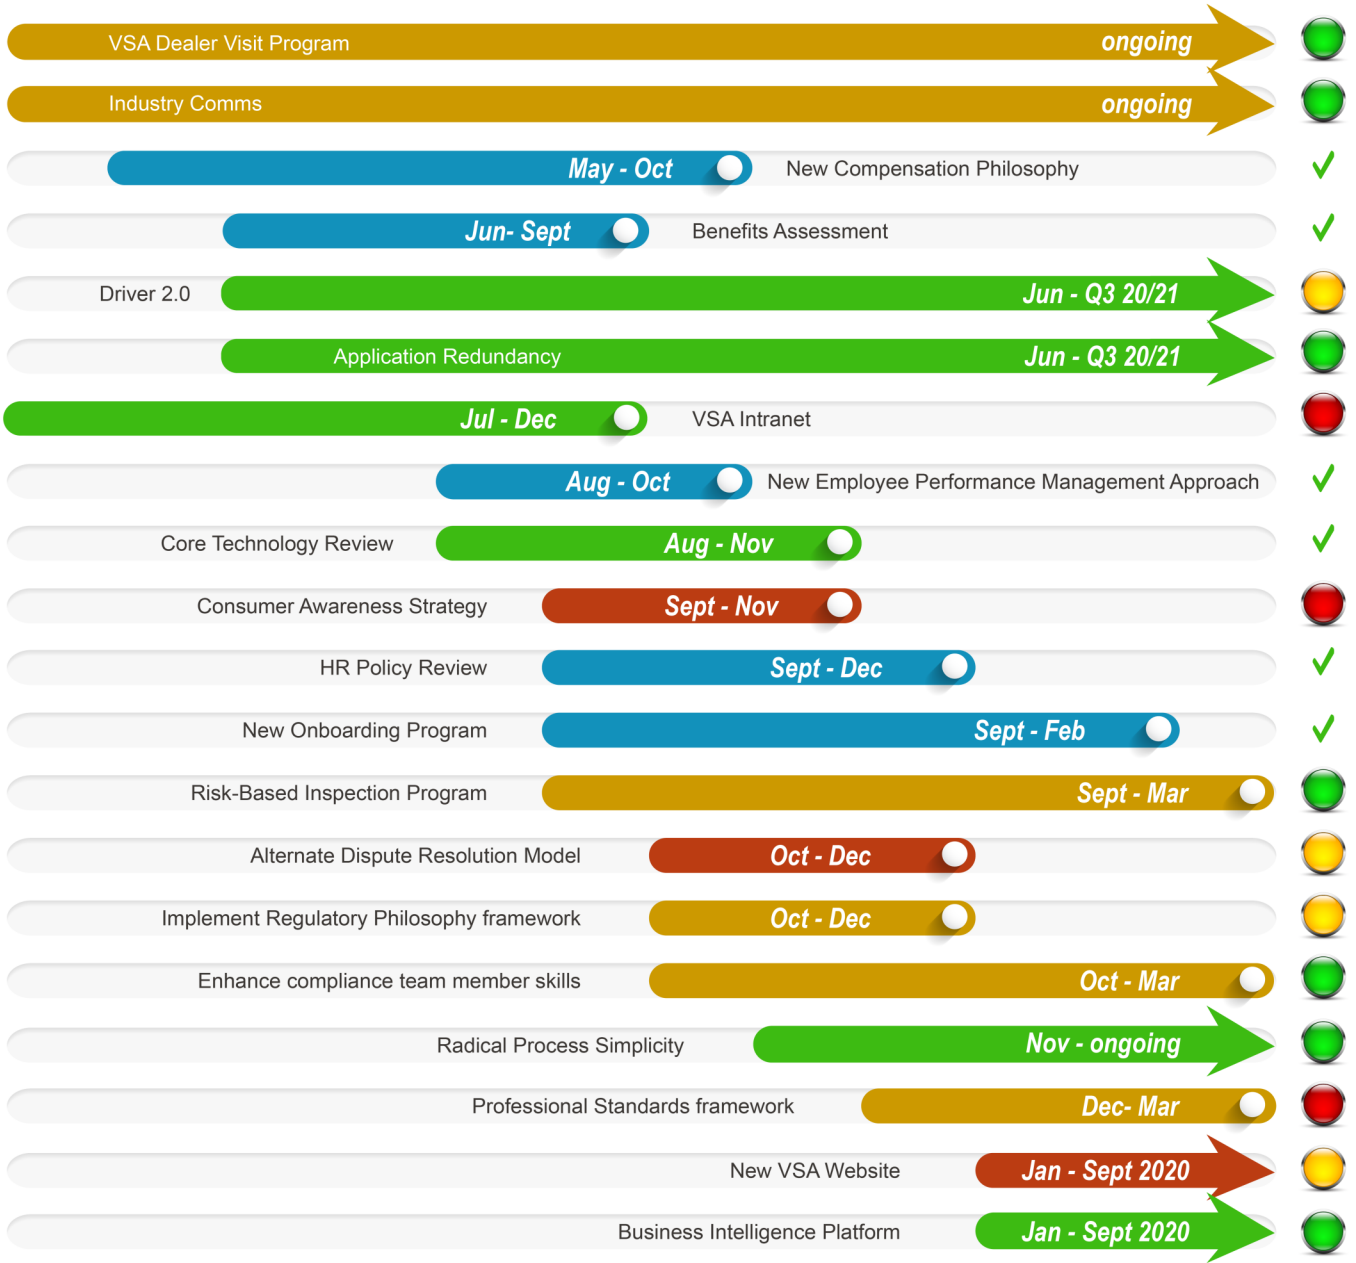 VSA Dealer Visit Program ongoing
Industry Comms ongoing
May - Oct New Compensation Philosophy
Jun- Sept Benefits Assessment
Driver 2.0 Jun - Q3 20/21
Application Redundancy Jun - Q3 20/21
Jul - Dec VSA Intranet
Aug - Oct New Employee Performance Management Approach
Core Technology Review Aug - Nov
Consumer Awareness Strategy Sept - Nov
HR Policy Review Sept - Dec
New Onboarding Program Sept - Feb
Risk-Based Inspection Program Sept - Mar
Alternate Dispute Resolution Model Oct - Dec
Implement Regulatory Philosophy framework Oct - Dec
Enhance compliance team member skills Oct - Mar
Radical Process Simplicity Nov - ongoing
Professional Standards framework Dec- Mar
New VSA Website Jan - Sept 2020
Business Intelligence Platform Jan - Sept 2020